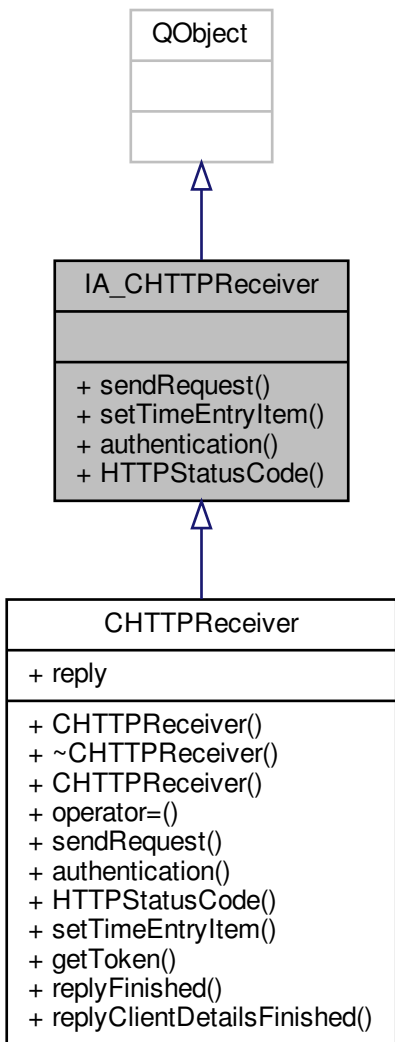 QObject
IA_CHTTPReceiver
+ sendRequest()
+ setTimeEntryItem()
+ authentication()
+ HTTPStatusCode()
CHTTPReceiver
+ reply
+ CHTTPReceiver()
+ ~CHTTPReceiver()
+ CHTTPReceiver()
+ operator=()
+ sendRequest()
+ authentication()
+ HTTPStatusCode()
+ setTimeEntryItem()
+ getToken()
+ replyFinished()
+ replyClientDetailsFinished()